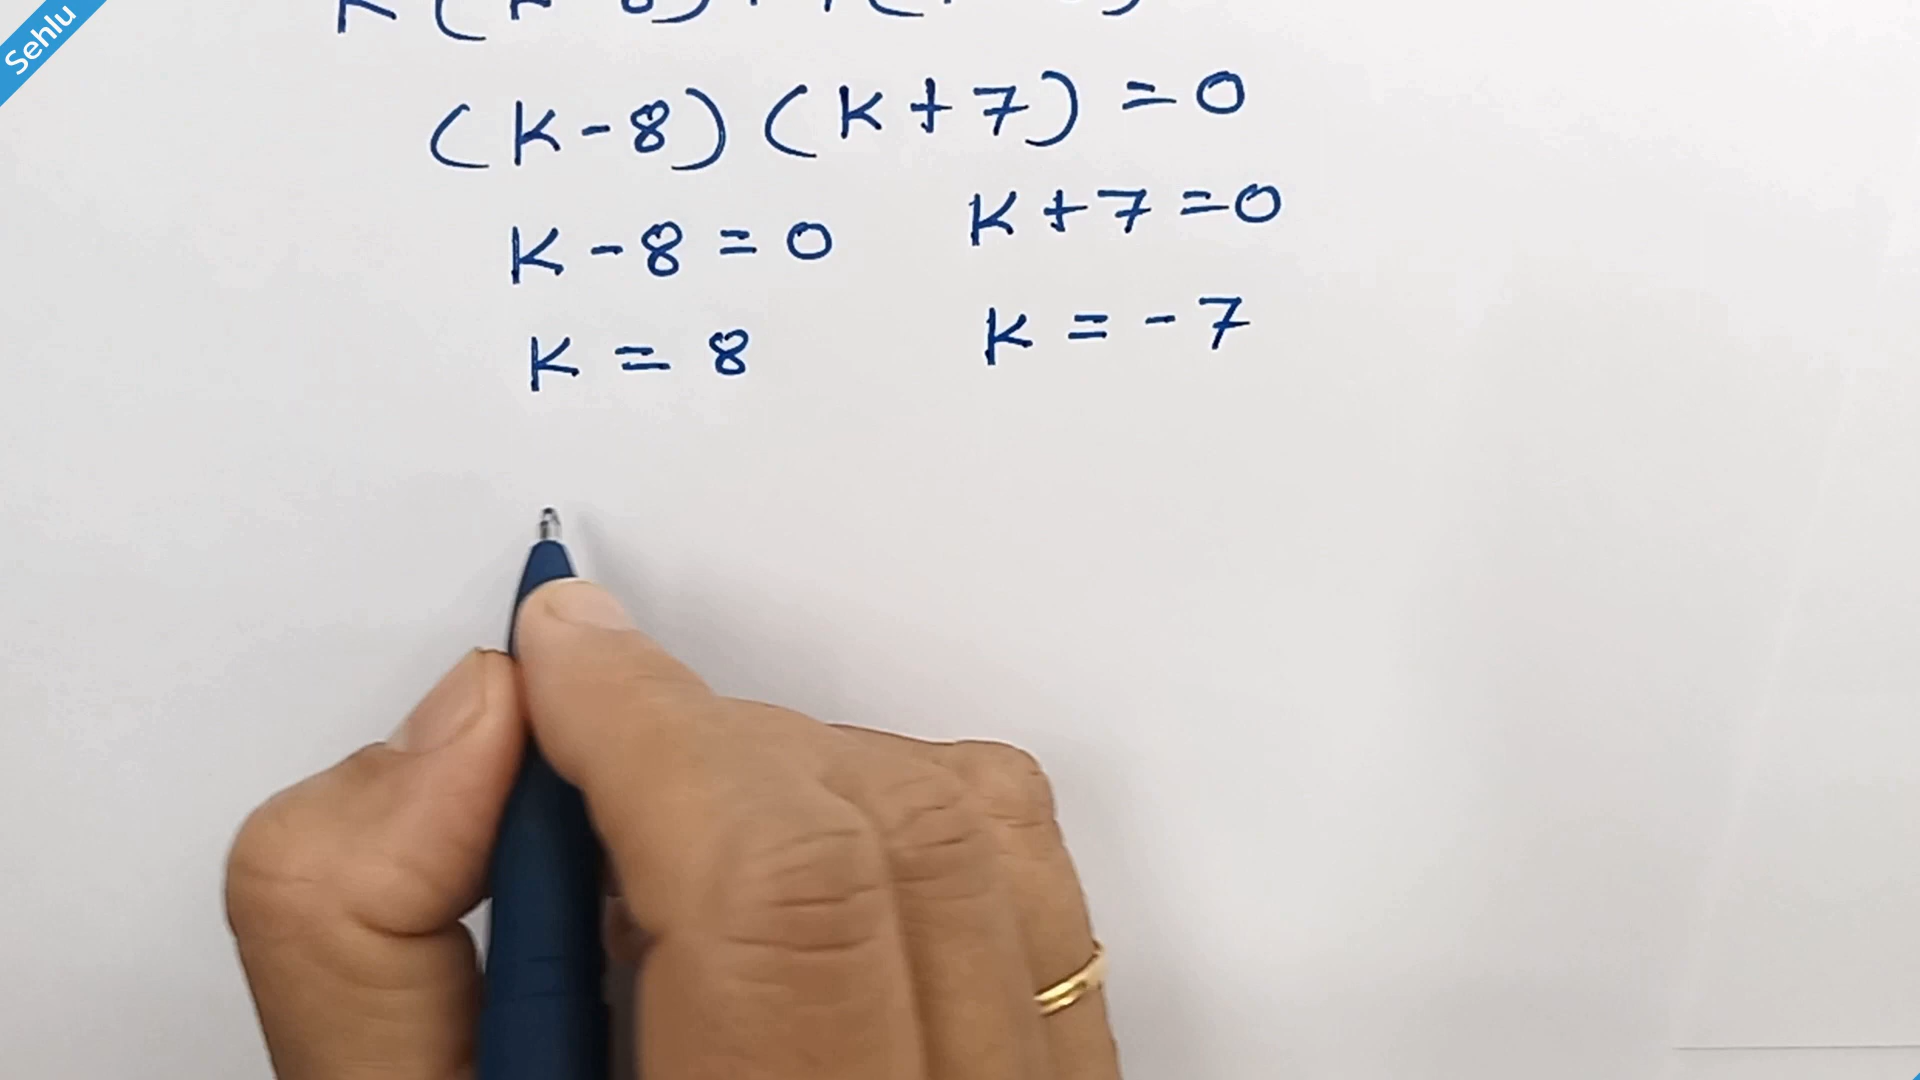 Sehlu
(K-8) (K+7) = 0
K-8 = 0 K+7=0
K = 8 K = -7